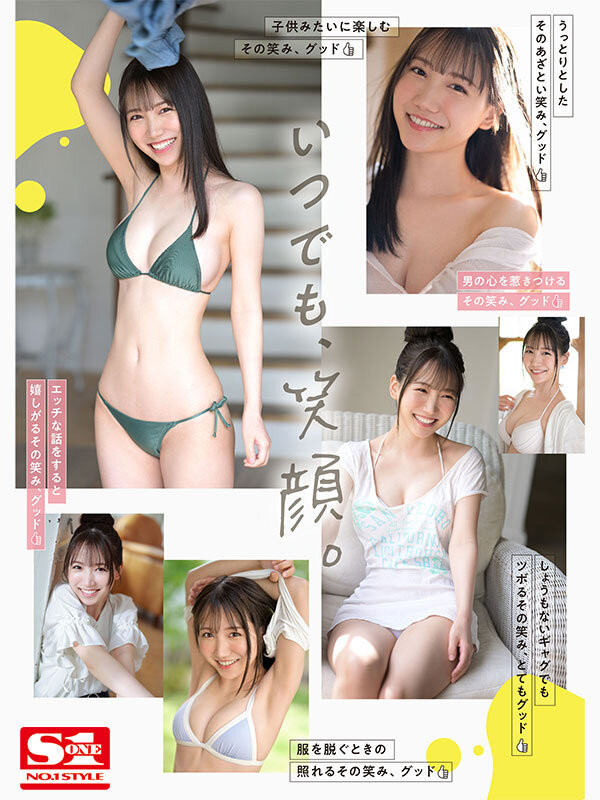 子供みたいに楽しむ
その笑み、グッド
うっとりとした
そのあざとい笑み、グッド
いつでも、笑顔。
男の心を惹きつける
その笑み、グッド
エッチな話をすると
嬉しがるその笑み、グッド
しょうもないギャグでも
ツボるその笑み、とてもグッド
服を脱ぐときの
照れるその笑み、グッド
S1
ONE
NO.1 STYLE